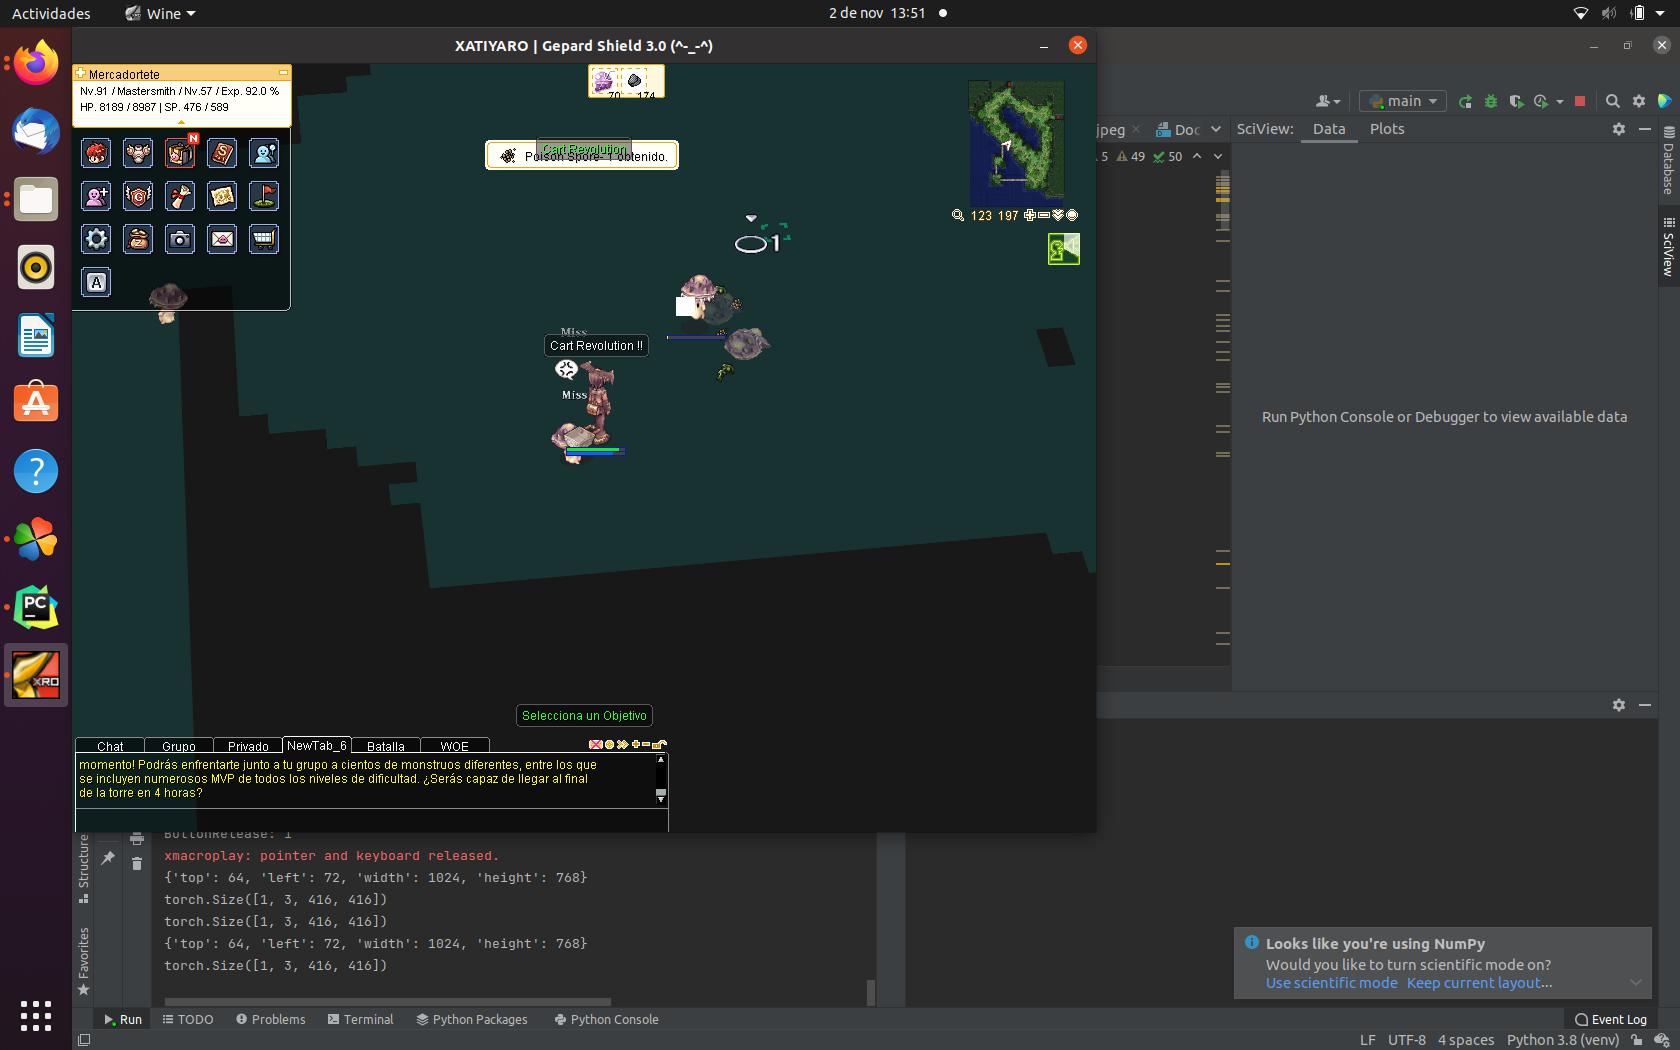 Actividades
Wine
2 de nov 13:51
XATIYARO | Gepard Shield 3.0 (^-_-^)
Mercadortete
Nv.91 / Mastersmith / Nv.57 / Exp. 92.0 %
HP. 8189 / 8987 | SP. 476 / 589
N
A
70 174
Cart Revolution
Poison Spore- 1 obtenido.
123 197
1
Miss
Cart Revolution !!
Miss
Selecciona un Objetivo
Chat
Grupo
Privado
NewTab_6
Batalla
WOE
momento! Podrás enfrentarte junto a tu grupo a cientos de monstruos diferentes, entre los que
se incluyen numerosos MVP de todos los niveles de dificultad. ¿Serás capaz de llegar al final
de la torre en 4 horas?
main
jpeg
Doc
SciView:
Data
Plots
5
49
50
Database
SciView
Run Python Console or Debugger to view available data
PC
XRO
ButtonRelease: 1
xmacroplay: pointer and keyboard released.
{'top': 64, 'left': 72, 'width': 1024, 'height': 768}
torch.Size([1, 3, 416, 416])
torch.Size([1, 3, 416, 416])
{'top': 64, 'left': 72, 'width': 1024, 'height': 768}
torch.Size([1, 3, 416, 416])
Structure
Favorites
Looks like you're using NumPy
Would you like to turn scientific mode on?
Use scientific mode Keep current layout...
Run
TODO
Problems
Terminal
Python Packages
Python Console
Event Log
LF
UTF-8
4 spaces
Python 3.8 (venv)